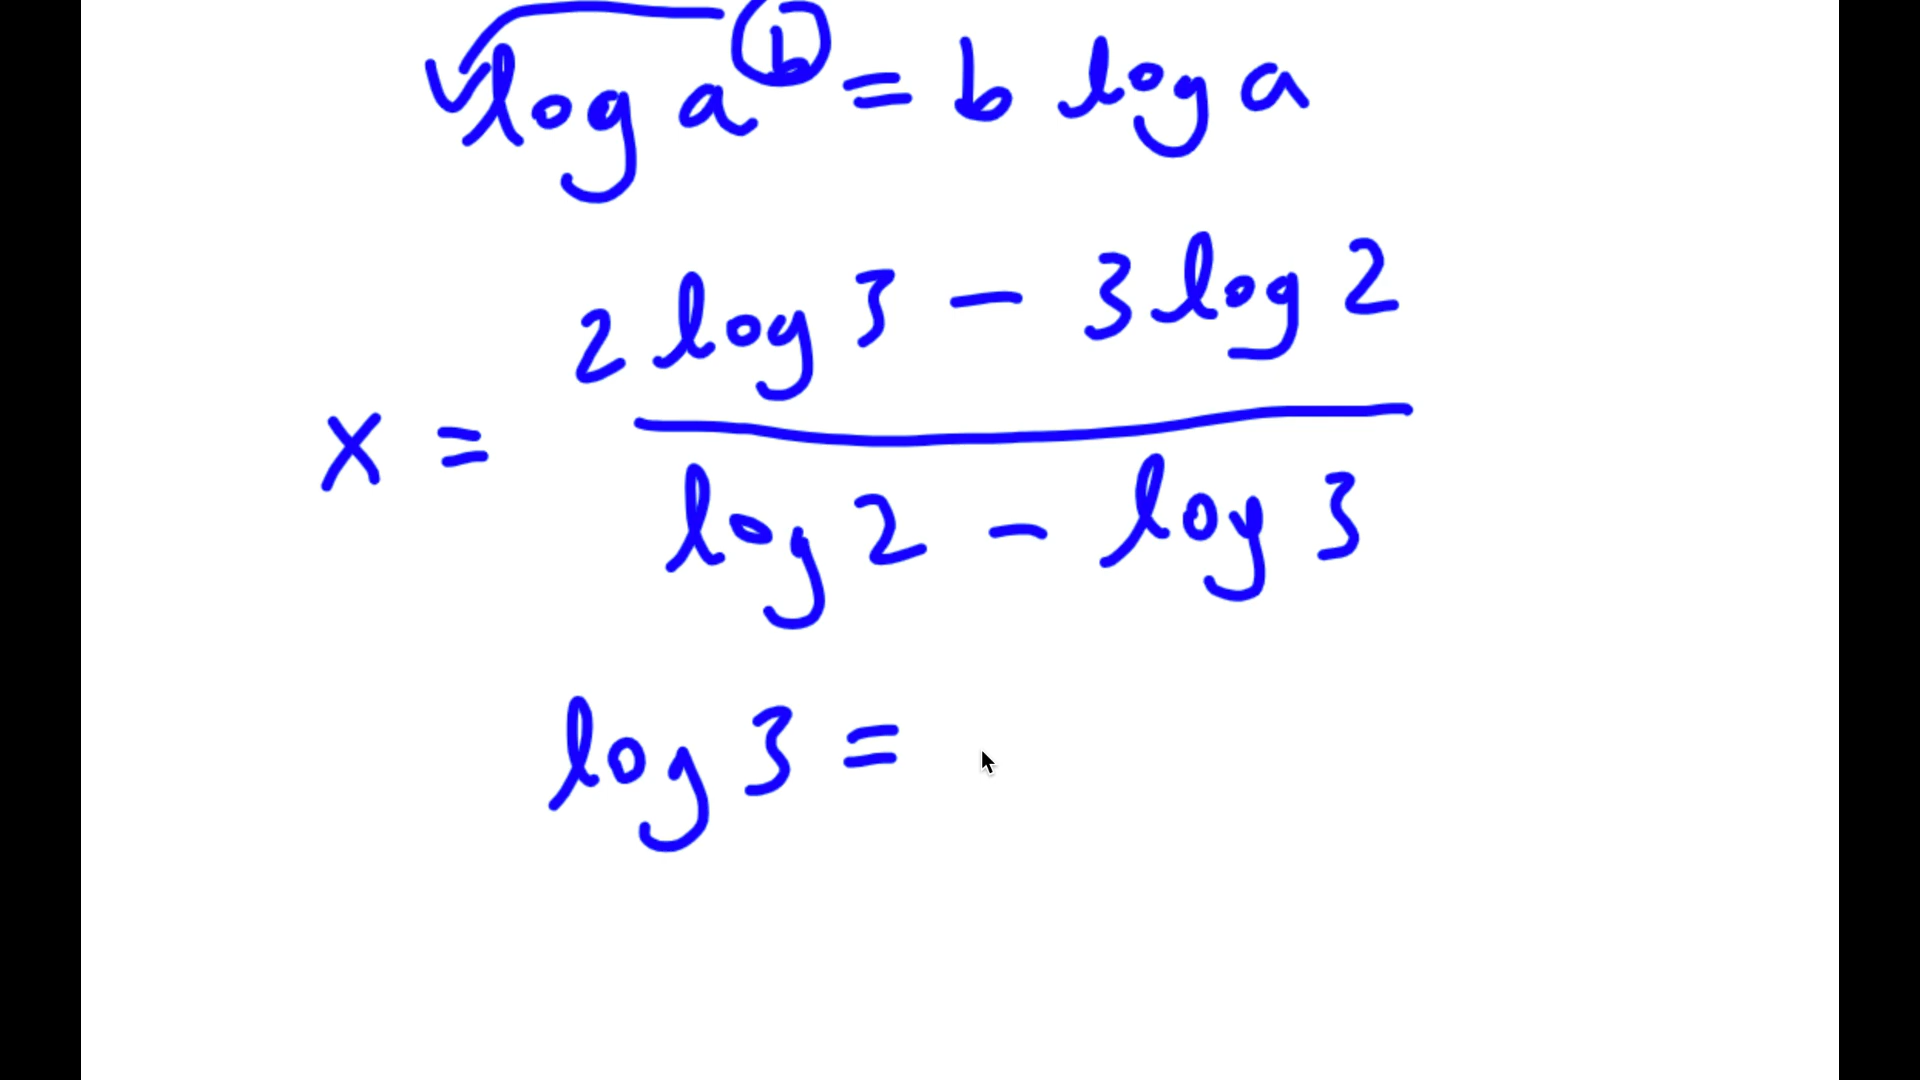 log a^b = b log a
x = (2 log 3 - 3 log 2) / (log 2 - log 3)
log 3 =